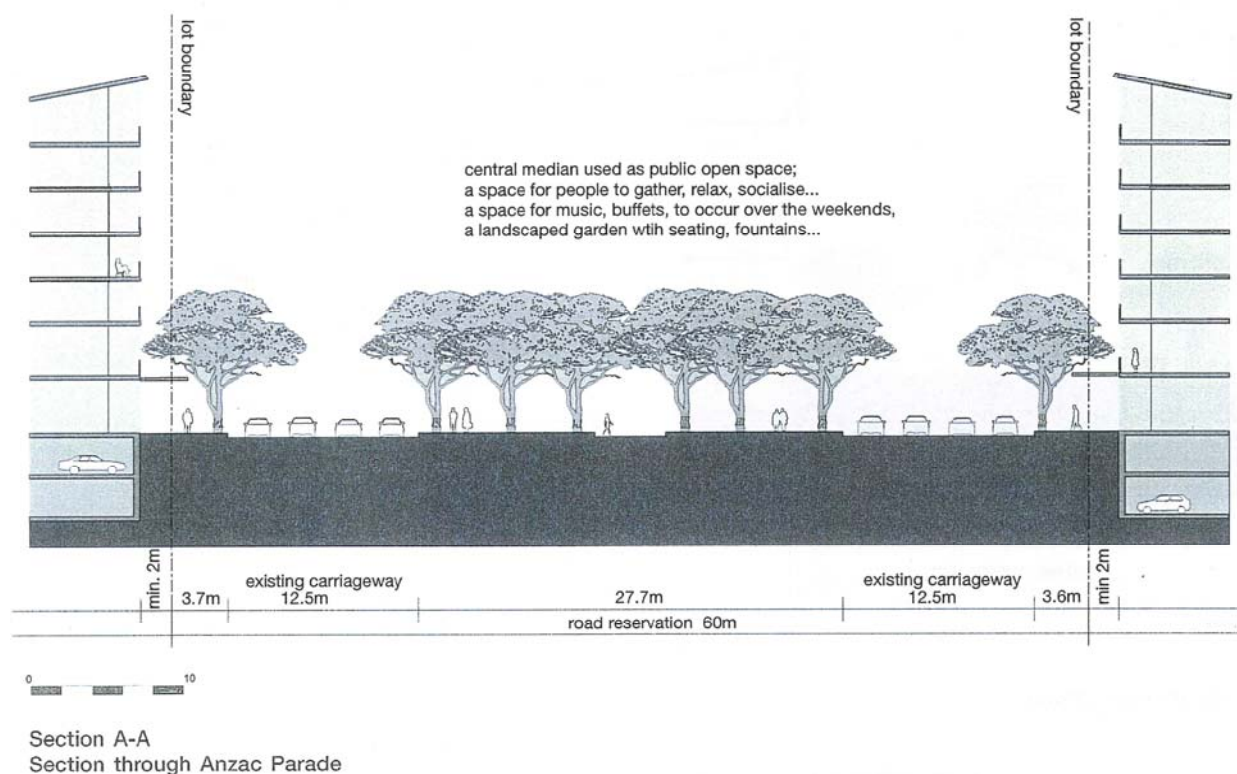 lot boundary
lot boundary
central median used as public open space;
a space for people to gather, relax, socialise...
a space for music, buffets, to occur over the weekends,
a landscaped garden wtih seating, fountains...
min. 2m
3.7m
existing carriageway
12.5m
27.7m
existing carriageway
12.5m
3.6m
min 2m
road reservation 60m
0
10
Section A-A
Section through Anzac Parade